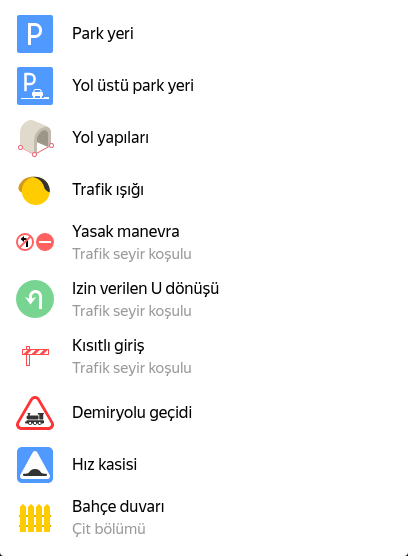 P
Park yeri
P
Yol üstü park yeri
Yol yapıları
Trafik ışığı
Yasak manevra
Trafik seyir koşulu
Izin verilen U dönüşü
Trafik seyir koşulu
Kısıtlı giriş
Trafik seyir koşulu
Demiryolu geçidi
Hız kasisi
Bahçe duvarı
Çit bölümü